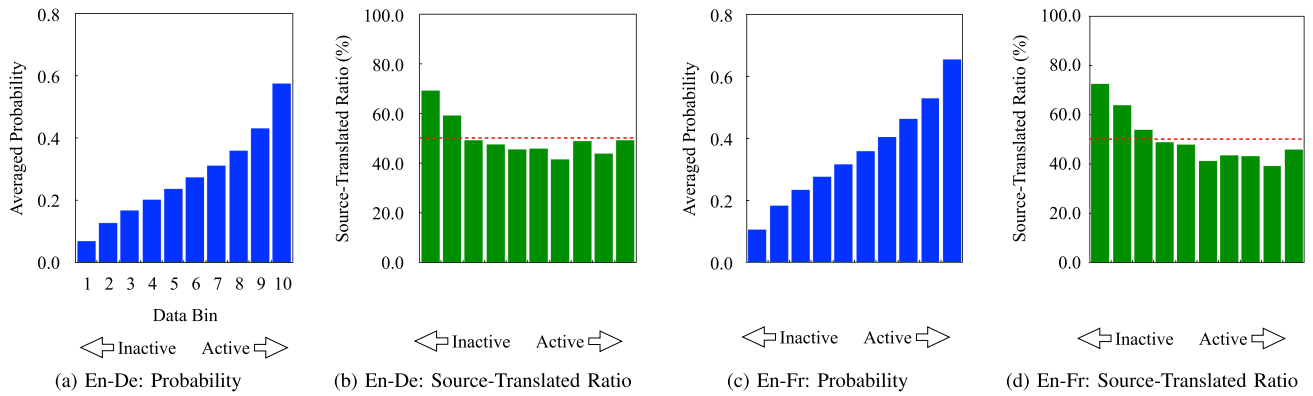 Averaged Probability
0.8
0.6
0.4
0.2
0.0
1 2 3 4 5 6 7 8 9 10
Data Bin
Inactive Active
(a) En-De: Probability
Source-Translated Ratio (%)
100.0
80.0
60.0
40.0
20.0
0.0
Inactive Active
(b) En-De: Source-Translated Ratio
Averaged Probability
0.8
0.6
0.4
0.2
0.0
Inactive Active
(c) En-Fr: Probability
Source-Translated Ratio (%)
100.0
80.0
60.0
40.0
20.0
0.0
Inactive Active
(d) En-Fr: Source-Translated Ratio